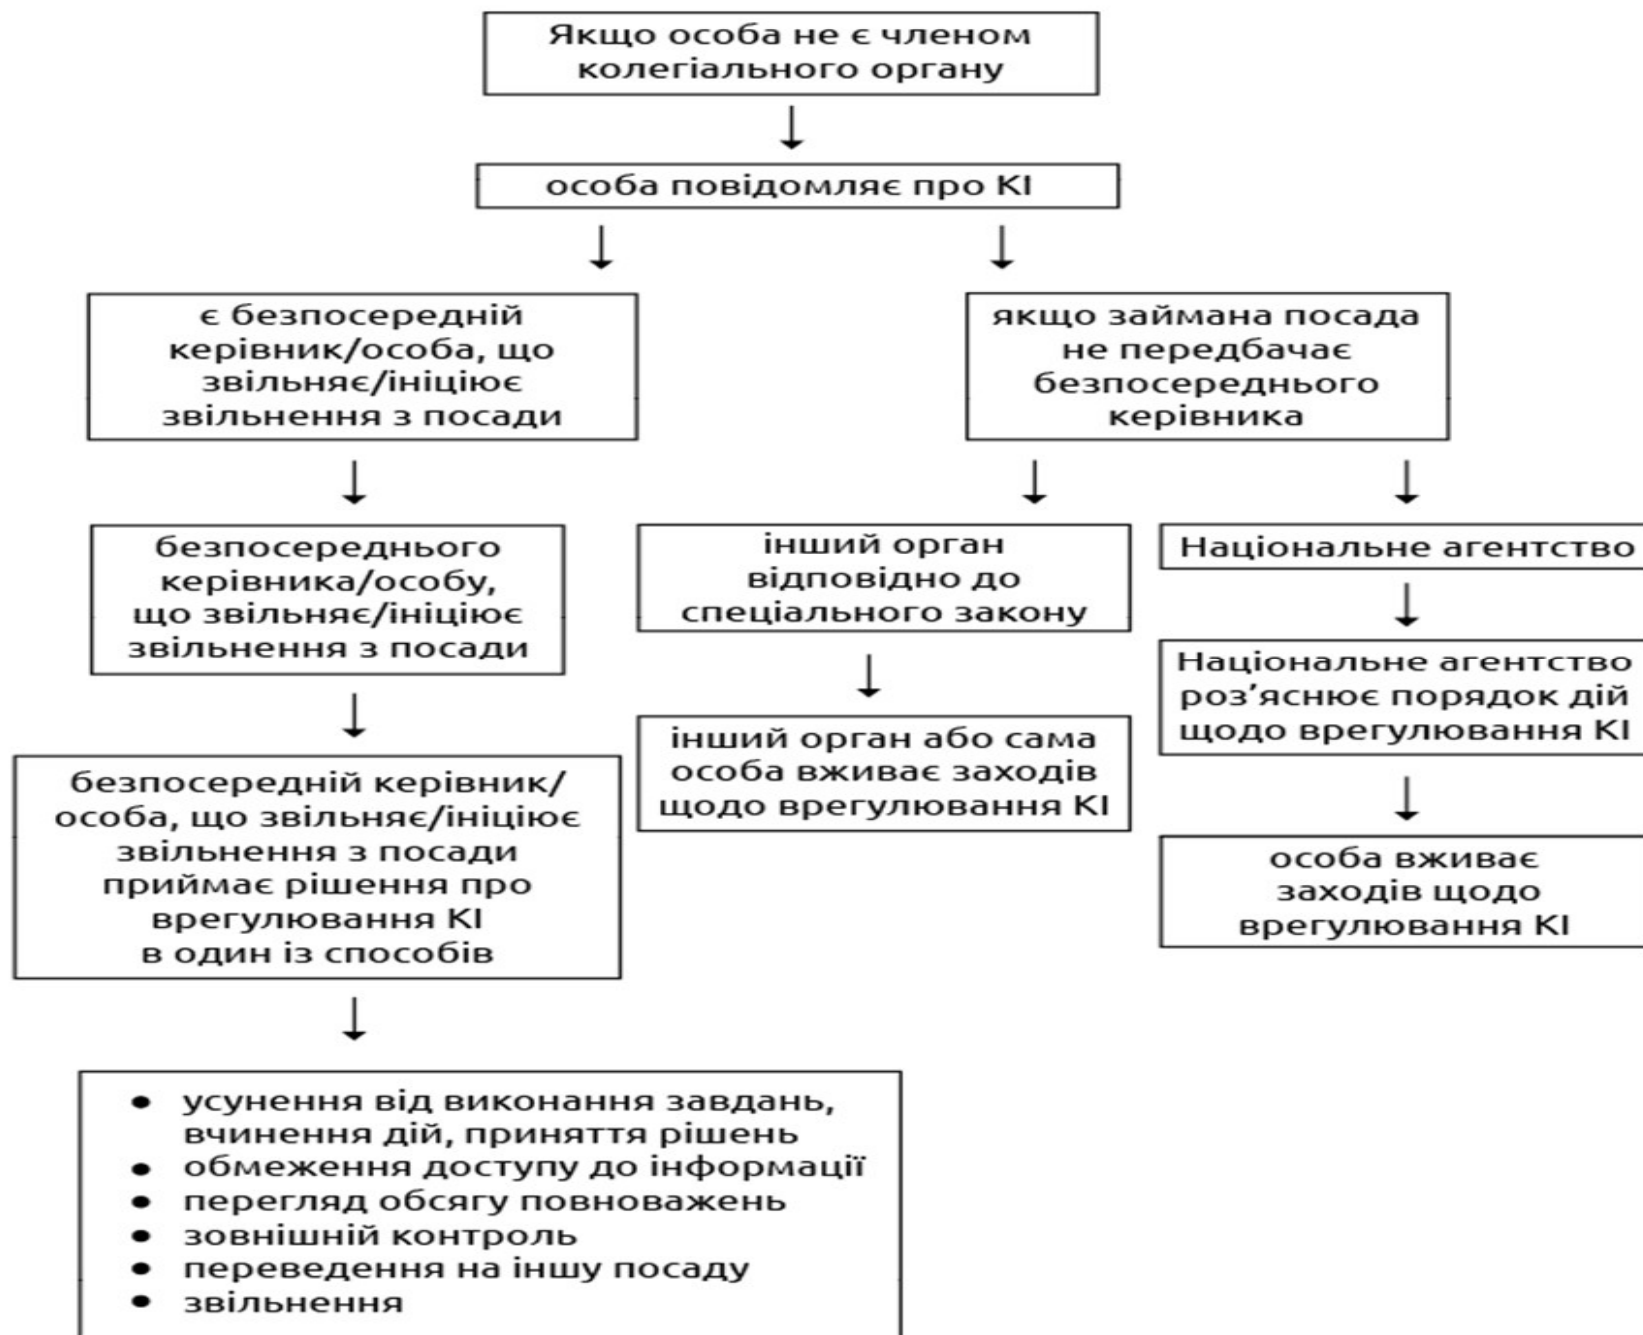 Якщо особа не є членом
колегіального органу
особа повідомляє про КІ
є безпосередній
керівник/особа, що
звільняє/ініціює
звільнення з посади
якщо займана посада
не передбачає
безпосереднього
керівника
безпосереднього
керівника/особу,
що звільняє/ініціює
звільнення з посади
інший орган
відповідно до
спеціального закону
Національне агентство
Національне агентство
роз’яснює порядок дій
щодо врегулювання КІ
інший орган або сама
особа вживає заходів
щодо врегулювання КІ
безпосередній керівник/
особа, що звільняє/ініціює
звільнення з посади
приймає рішення про
врегулювання КІ
в один із способів
особа вживає
заходів щодо
врегулювання КІ
• усунення від виконання завдань,
вчинення дій, прийняття рішень
• обмеження доступу до інформації
• перегляд обсягу повноважень
• зовнішній контроль
• переведення на іншу посаду
• звільнення